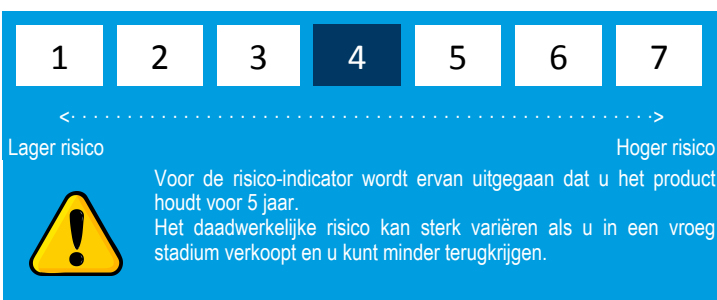 1 2 3 4 5 6 7
<· · · · · · · · · · · · · · · · · · · · · · · · · · · · · · · · · · · · · · · · · · · · · · · · · · · ·>
Lager risico Hoger risico
Voor de risico-indicator wordt ervan uitgegaan dat u het product
houdt voor 5 jaar.
Het daadwerkelijke risico kan sterk variëren als u in een vroeg
stadium verkoopt en u kunt minder terugkrijgen.